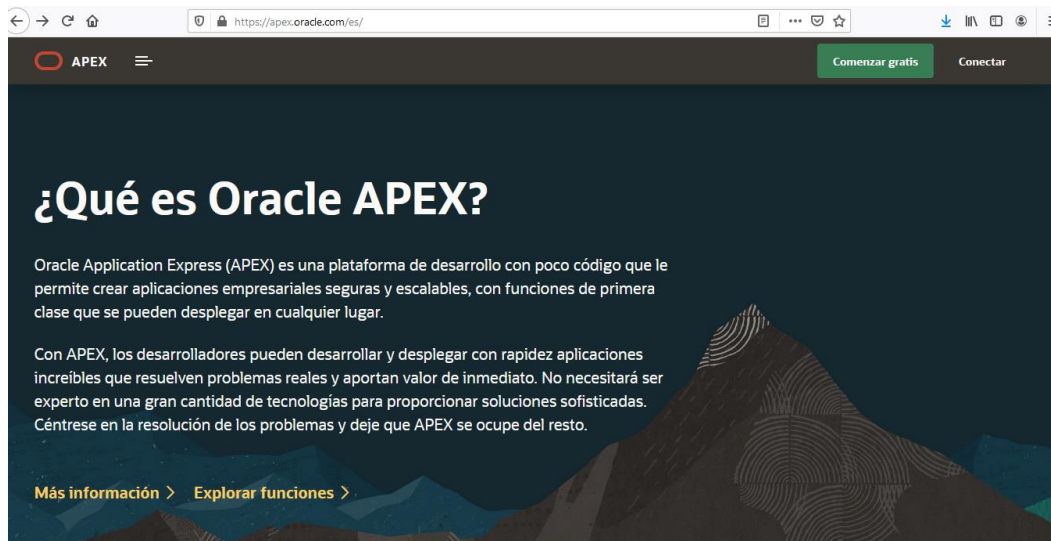 https://apex.oracle.com/es/
APEX
Comenzar gratis
Conectar
¿Qué es Oracle APEX?
Oracle Application Express (APEX) es una plataforma de desarrollo con poco código que le
permite crear aplicaciones empresariales seguras y escalables, con funciones de primera
clase que se pueden desplegar en cualquier lugar.
Con APEX, los desarrolladores pueden desarrollar y desplegar con rapidez aplicaciones
increíbles que resuelven problemas reales y aportan valor de inmediato. No necesitará ser
experto en una gran cantidad de tecnologías para proporcionar soluciones sofisticadas.
Céntrese en la resolución de los problemas y deje que APEX se ocupe del resto.
Más información > Explorar funciones >